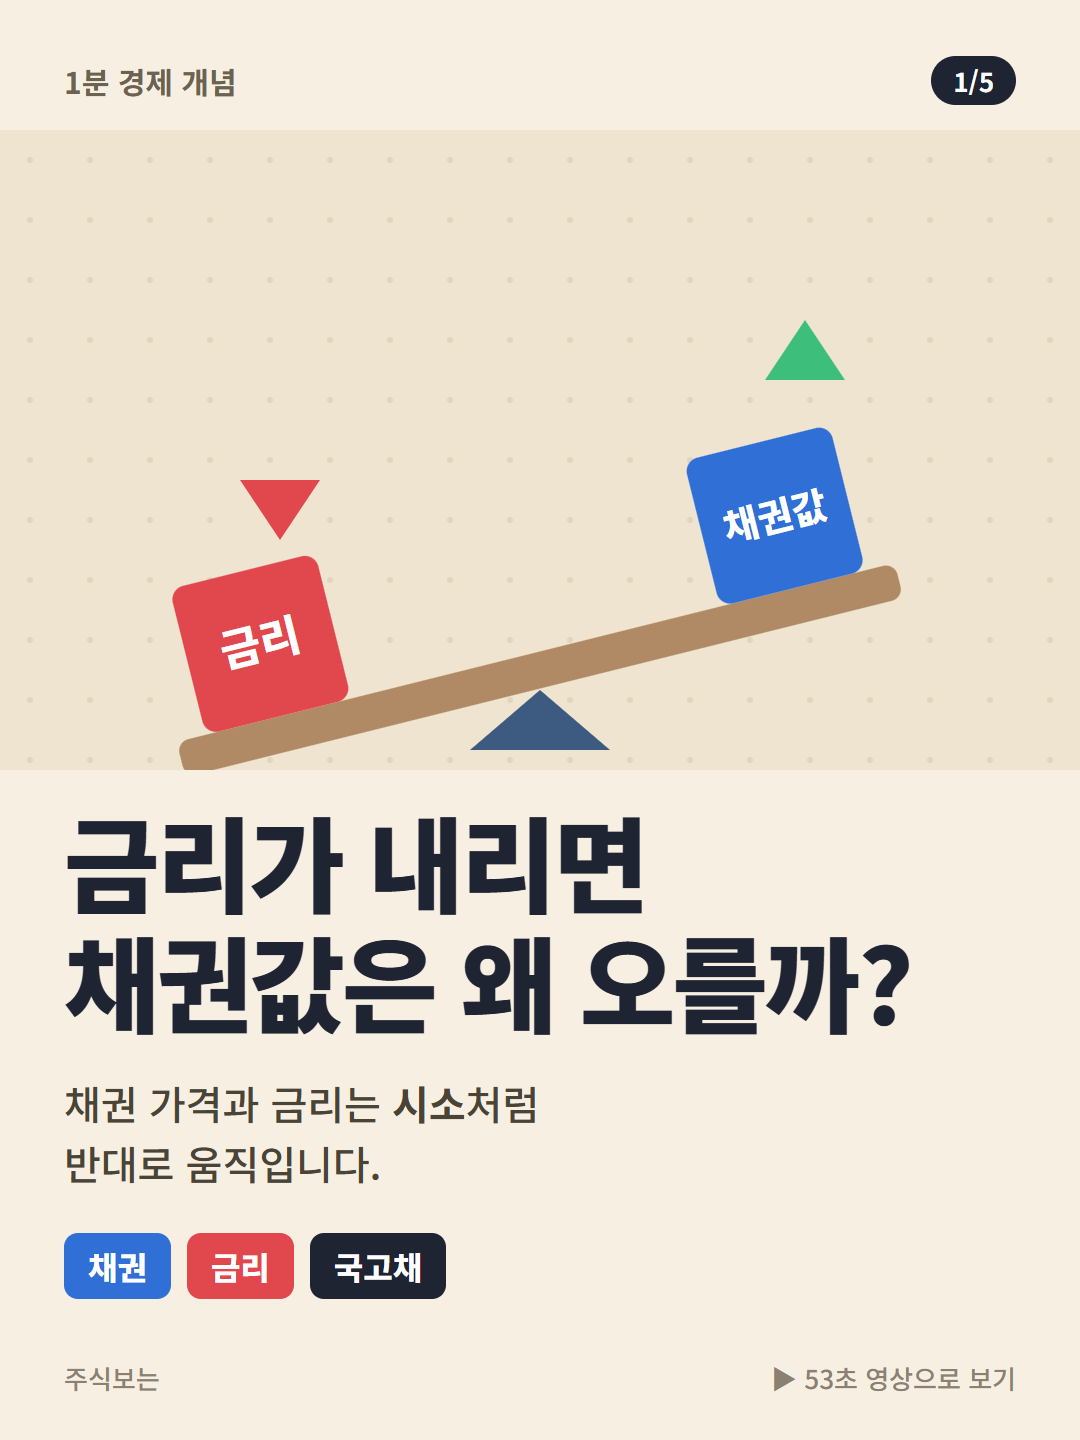 1분 경제 개념
1/5
채권값
금리
금리가 내리면
채권값은 왜 오를까?
채권 가격과 금리는 시소처럼
반대로 움직입니다.
채권 금리 국고채
주식보는
▶ 53초 영상으로 보기